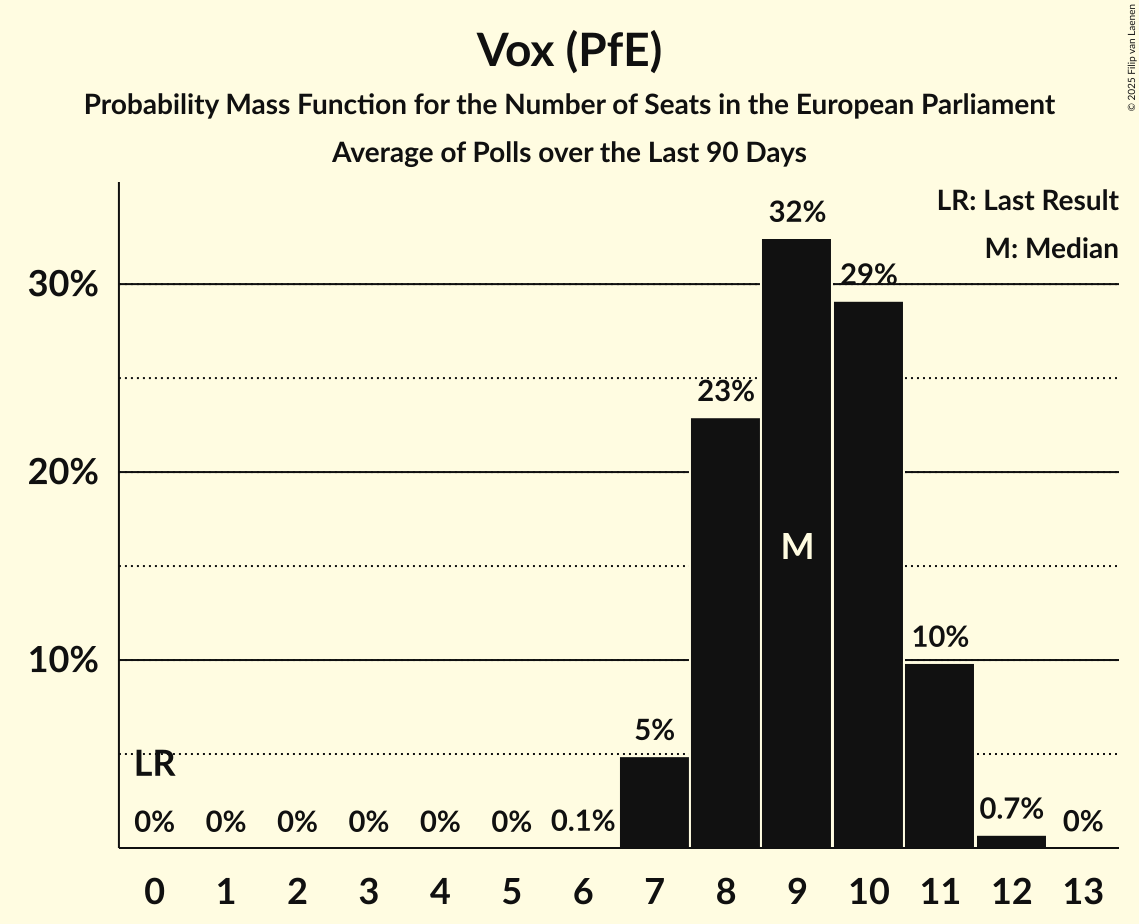 Vox (PfE)
Probability Mass Function for the Number of Seats in the European Parliament
Average of Polls over the Last 90 Days
© 2025 Filip van Laenen
LR: Last Result
M: Median
30%
20%
10%
LR
0%
0%
0%
0%
0%
0%
0.1%
5%
23%
32%
M
29%
10%
0.7%
0%
0 1 2 3 4 5 6 7 8 9 10 11 12 13